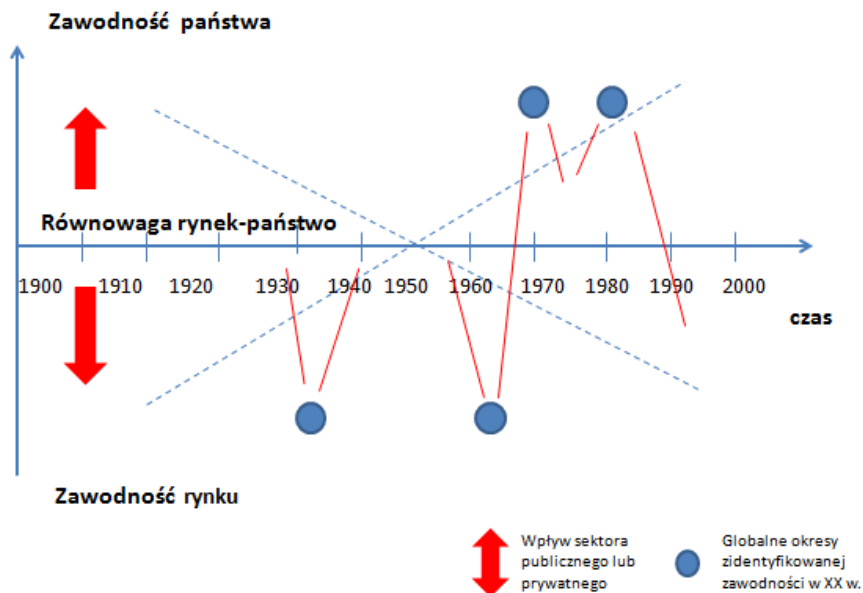 Zawodność państwa
Równowaga rynek-państwo
1900 1910 1920 1930 1940 1950 1960 1970 1980 1990 2000
czas
Zawodność rynku
Wpływ sektora
publicznego lub
prywatnego
Globalne okresy
zidentyfikowanej
zawodności w XX w.